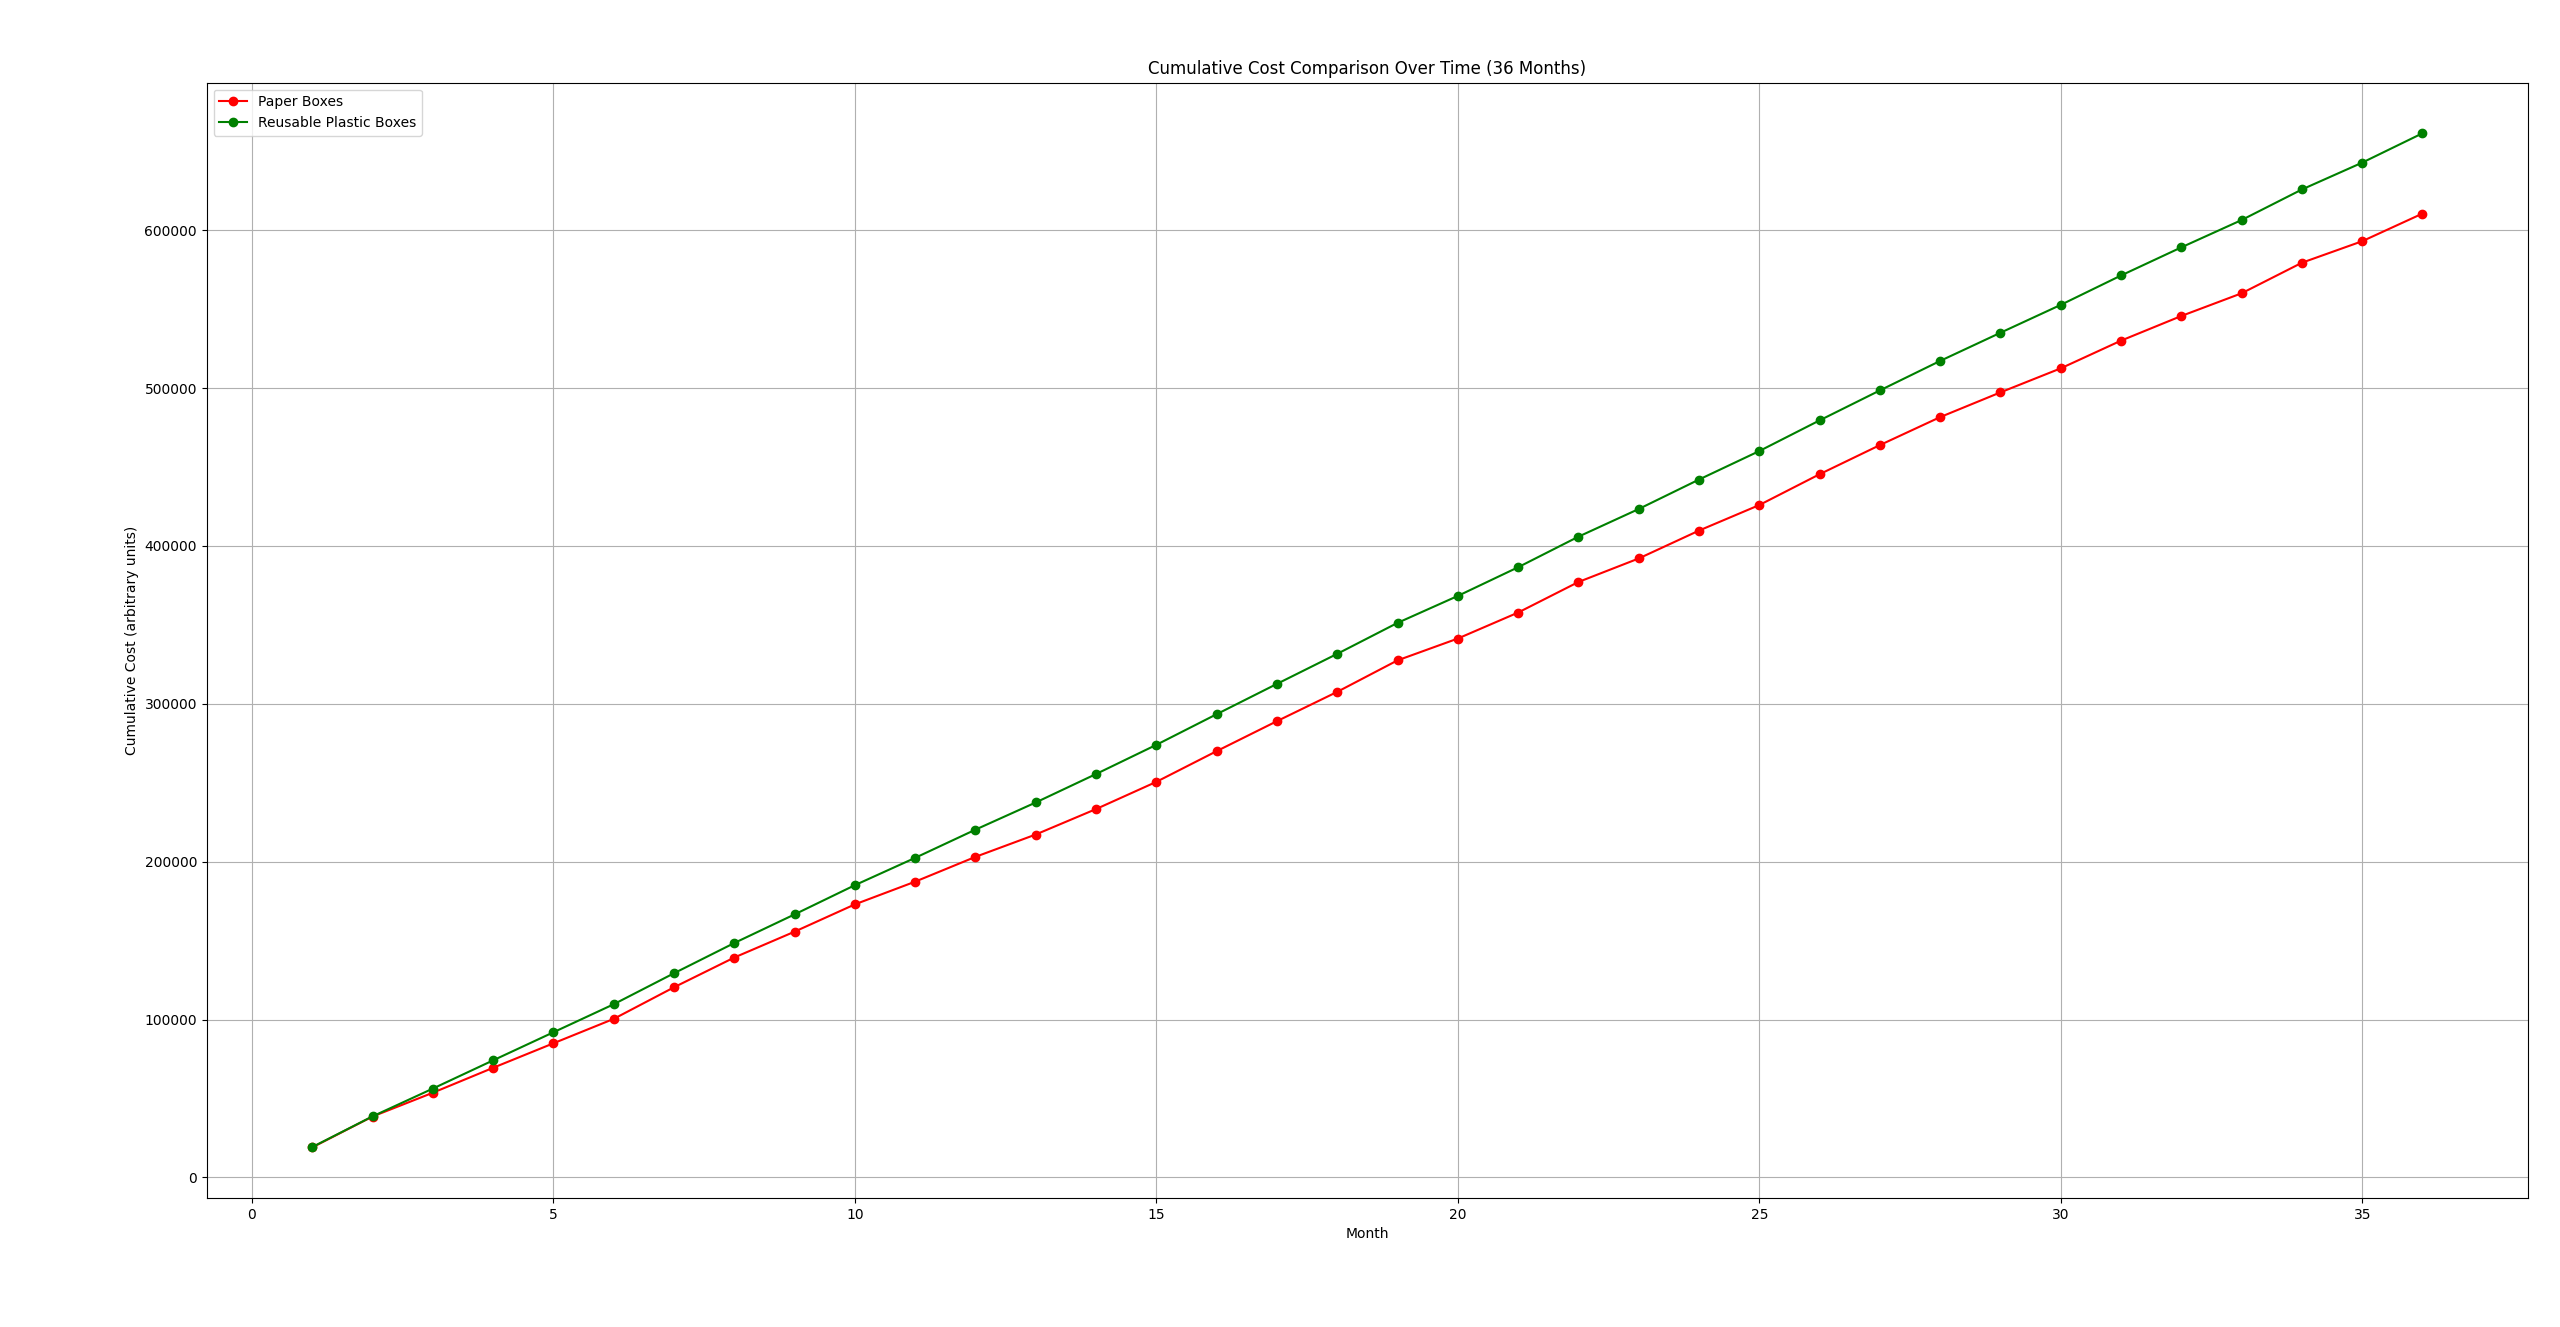 Cumulative Cost Comparison Over Time (36 Months)
Paper Boxes
Reusable Plastic Boxes
600000
500000
400000
300000
200000
100000
0
Cumulative Cost (arbitrary units)
0 5 10 15 20 25 30 35
Month